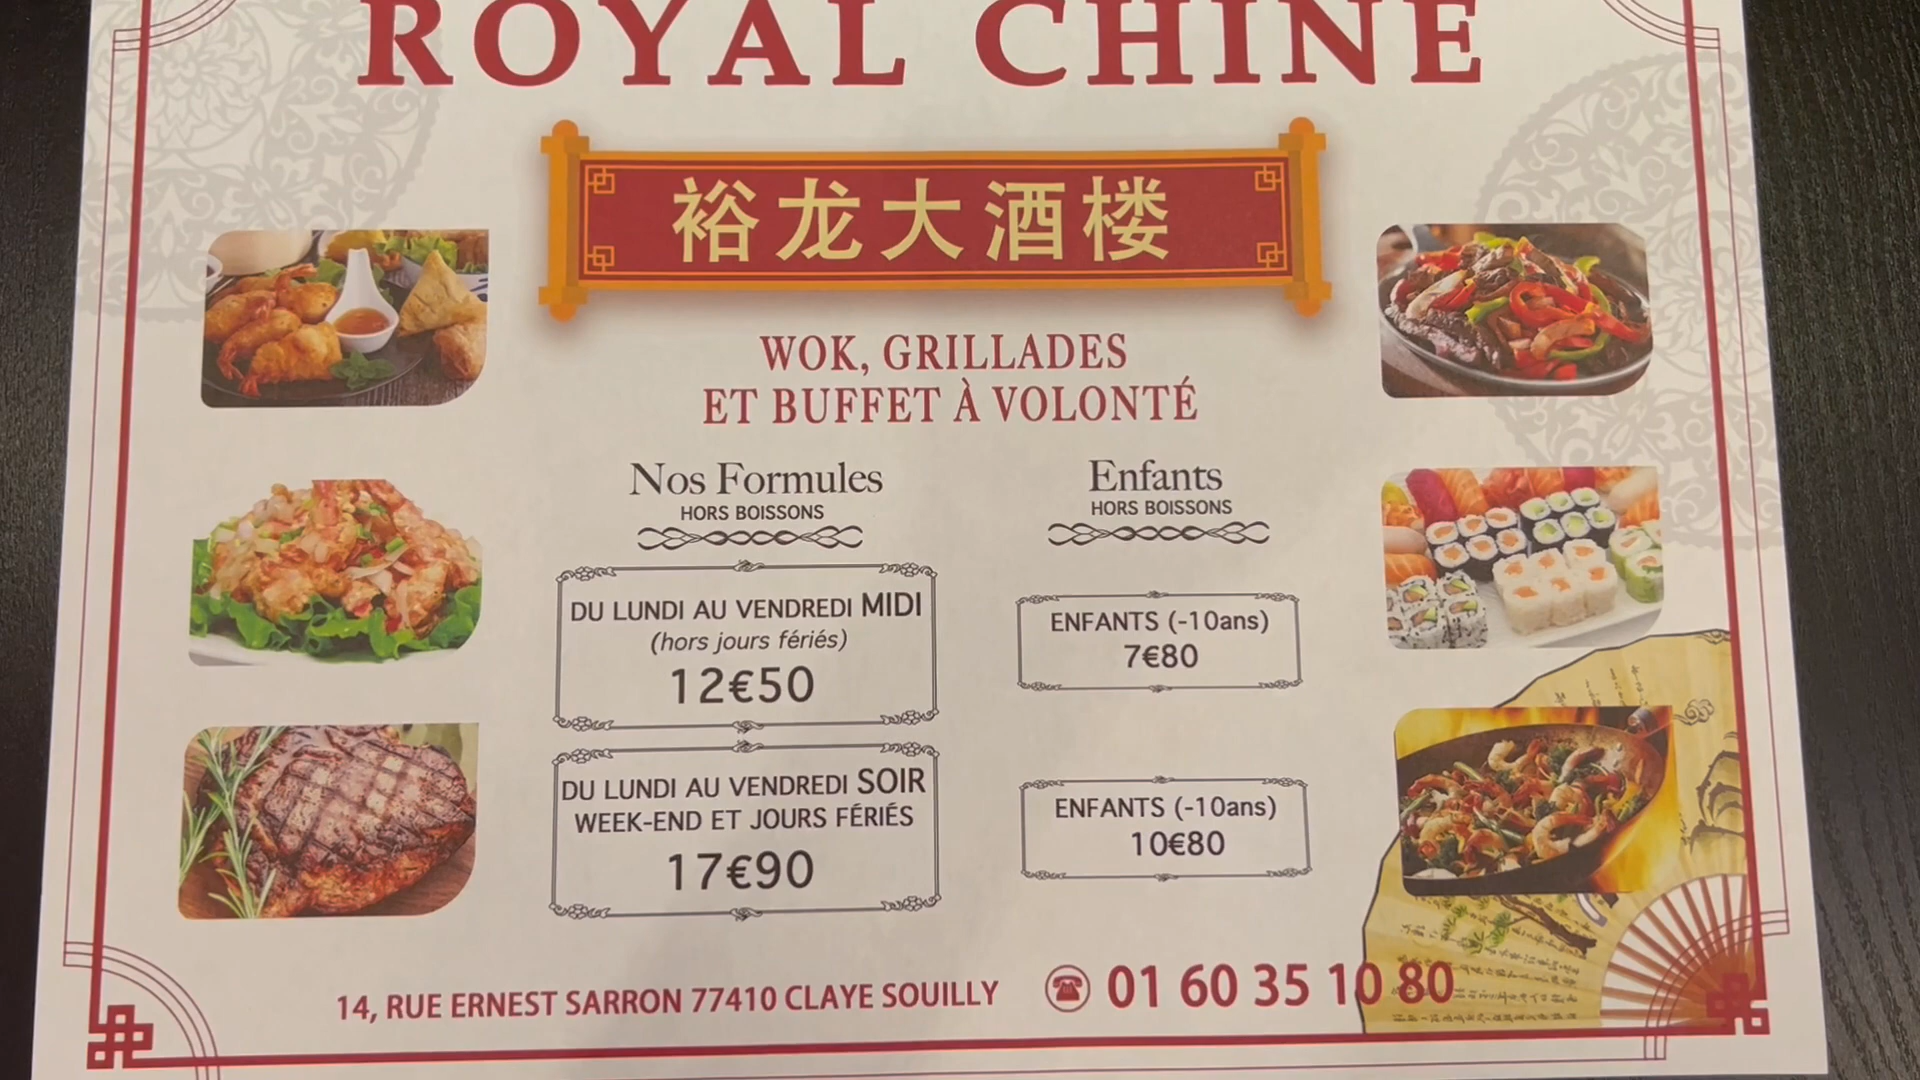 ROYAL CHINE
裕龙大酒楼
WOK, GRILLADES
ET BUFFET À VOLONTÉ
Nos Formules
HORS BOISSONS
DU LUNDI AU VENDREDI MIDI
(hors jours fériés)
12€50
DU LUNDI AU VENDREDI SOIR
WEEK-END ET JOURS FÉRIÉS
17€90
Enfants
HORS BOISSONS
ENFANTS (-10ans)
7€80
ENFANTS (-10ans)
10€80
14, RUE ERNEST SARRON 77410 CLAYE SOUILLY
01 60 35 10 80